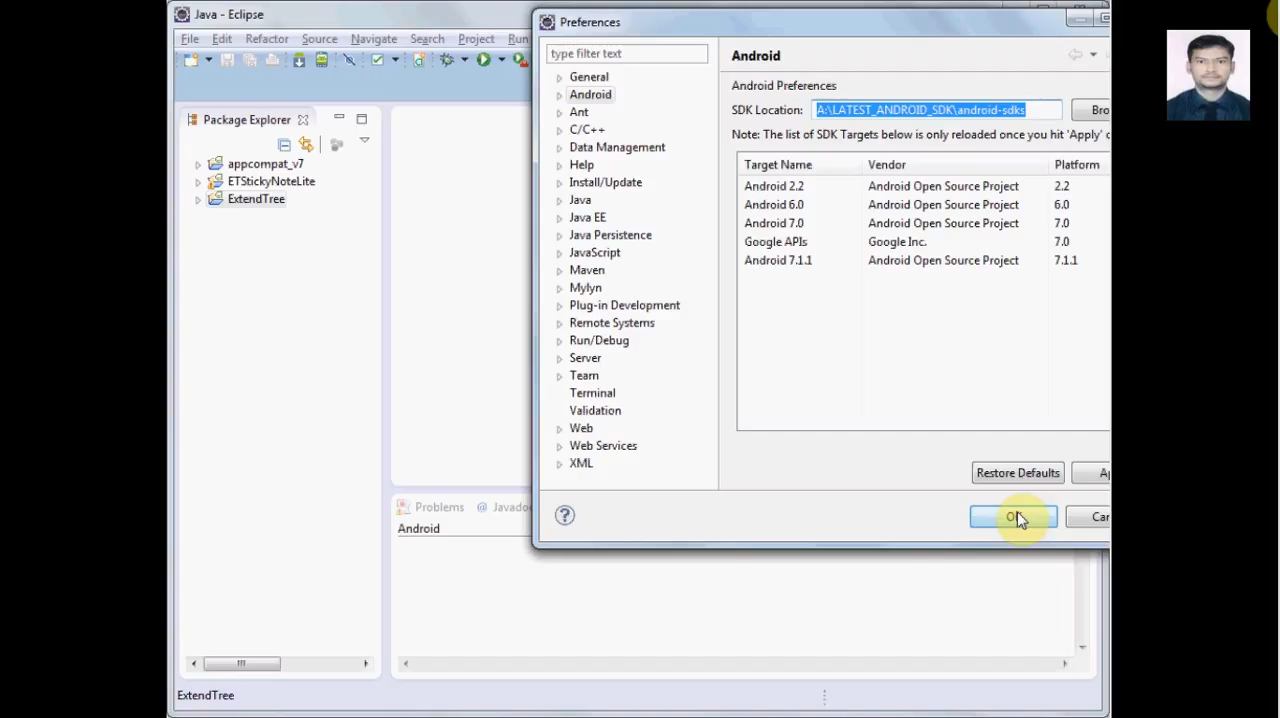 Java - Eclipse
File Edit Refactor Source Navigate Search Project Run
Package Explorer
appcompat_v7
ETStickyNoteLite
ExtendTree
Problems @ Javado
Android
ExtendTree
Preferences
type filter text
General
Android
Ant
C/C++
Data Management
Help
Install/Update
Java
Java EE
Java Persistence
JavaScript
Maven
Mylyn
Plug-in Development
Remote Systems
Run/Debug
Server
Team
Terminal
Validation
Web
Web Services
XML
Android
Android Preferences
SDK Location: A:\LATEST_ANDROID_SDK\android-sdks Bro
Note: The list of SDK Targets below is only reloaded once you hit 'Apply'
Target Name Vendor Platform
Android 2.2 Android Open Source Project 2.2
Android 6.0 Android Open Source Project 6.0
Android 7.0 Android Open Source Project 7.0
Google APIs Google Inc. 7.0
Android 7.1.1 Android Open Source Project 7.1.1
Restore Defaults Ap
OK Can